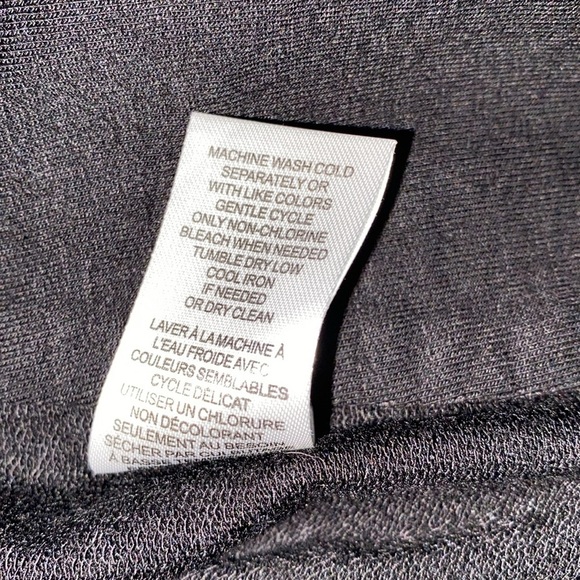 MACHINE WASH COLD
SEPARATELY OR
WITH LIKE COLORS
GENTLE CYCLE
ONLY NON-CHLORINE
BLEACH WHEN NEEDED
TUMBLE DRY LOW
COOL IRON
IF NEEDED
OR DRY CLEAN
LAVER À LA MACHINE À
L'EAU FROIDE AVEC
COULEURS SEMBLABLES
CYCLE DÉLICAT
UTILISER UN CHLORURE
NON DÉCOLORANT
SEULEMENT AU BESOIN
SÉCHER PAR
À